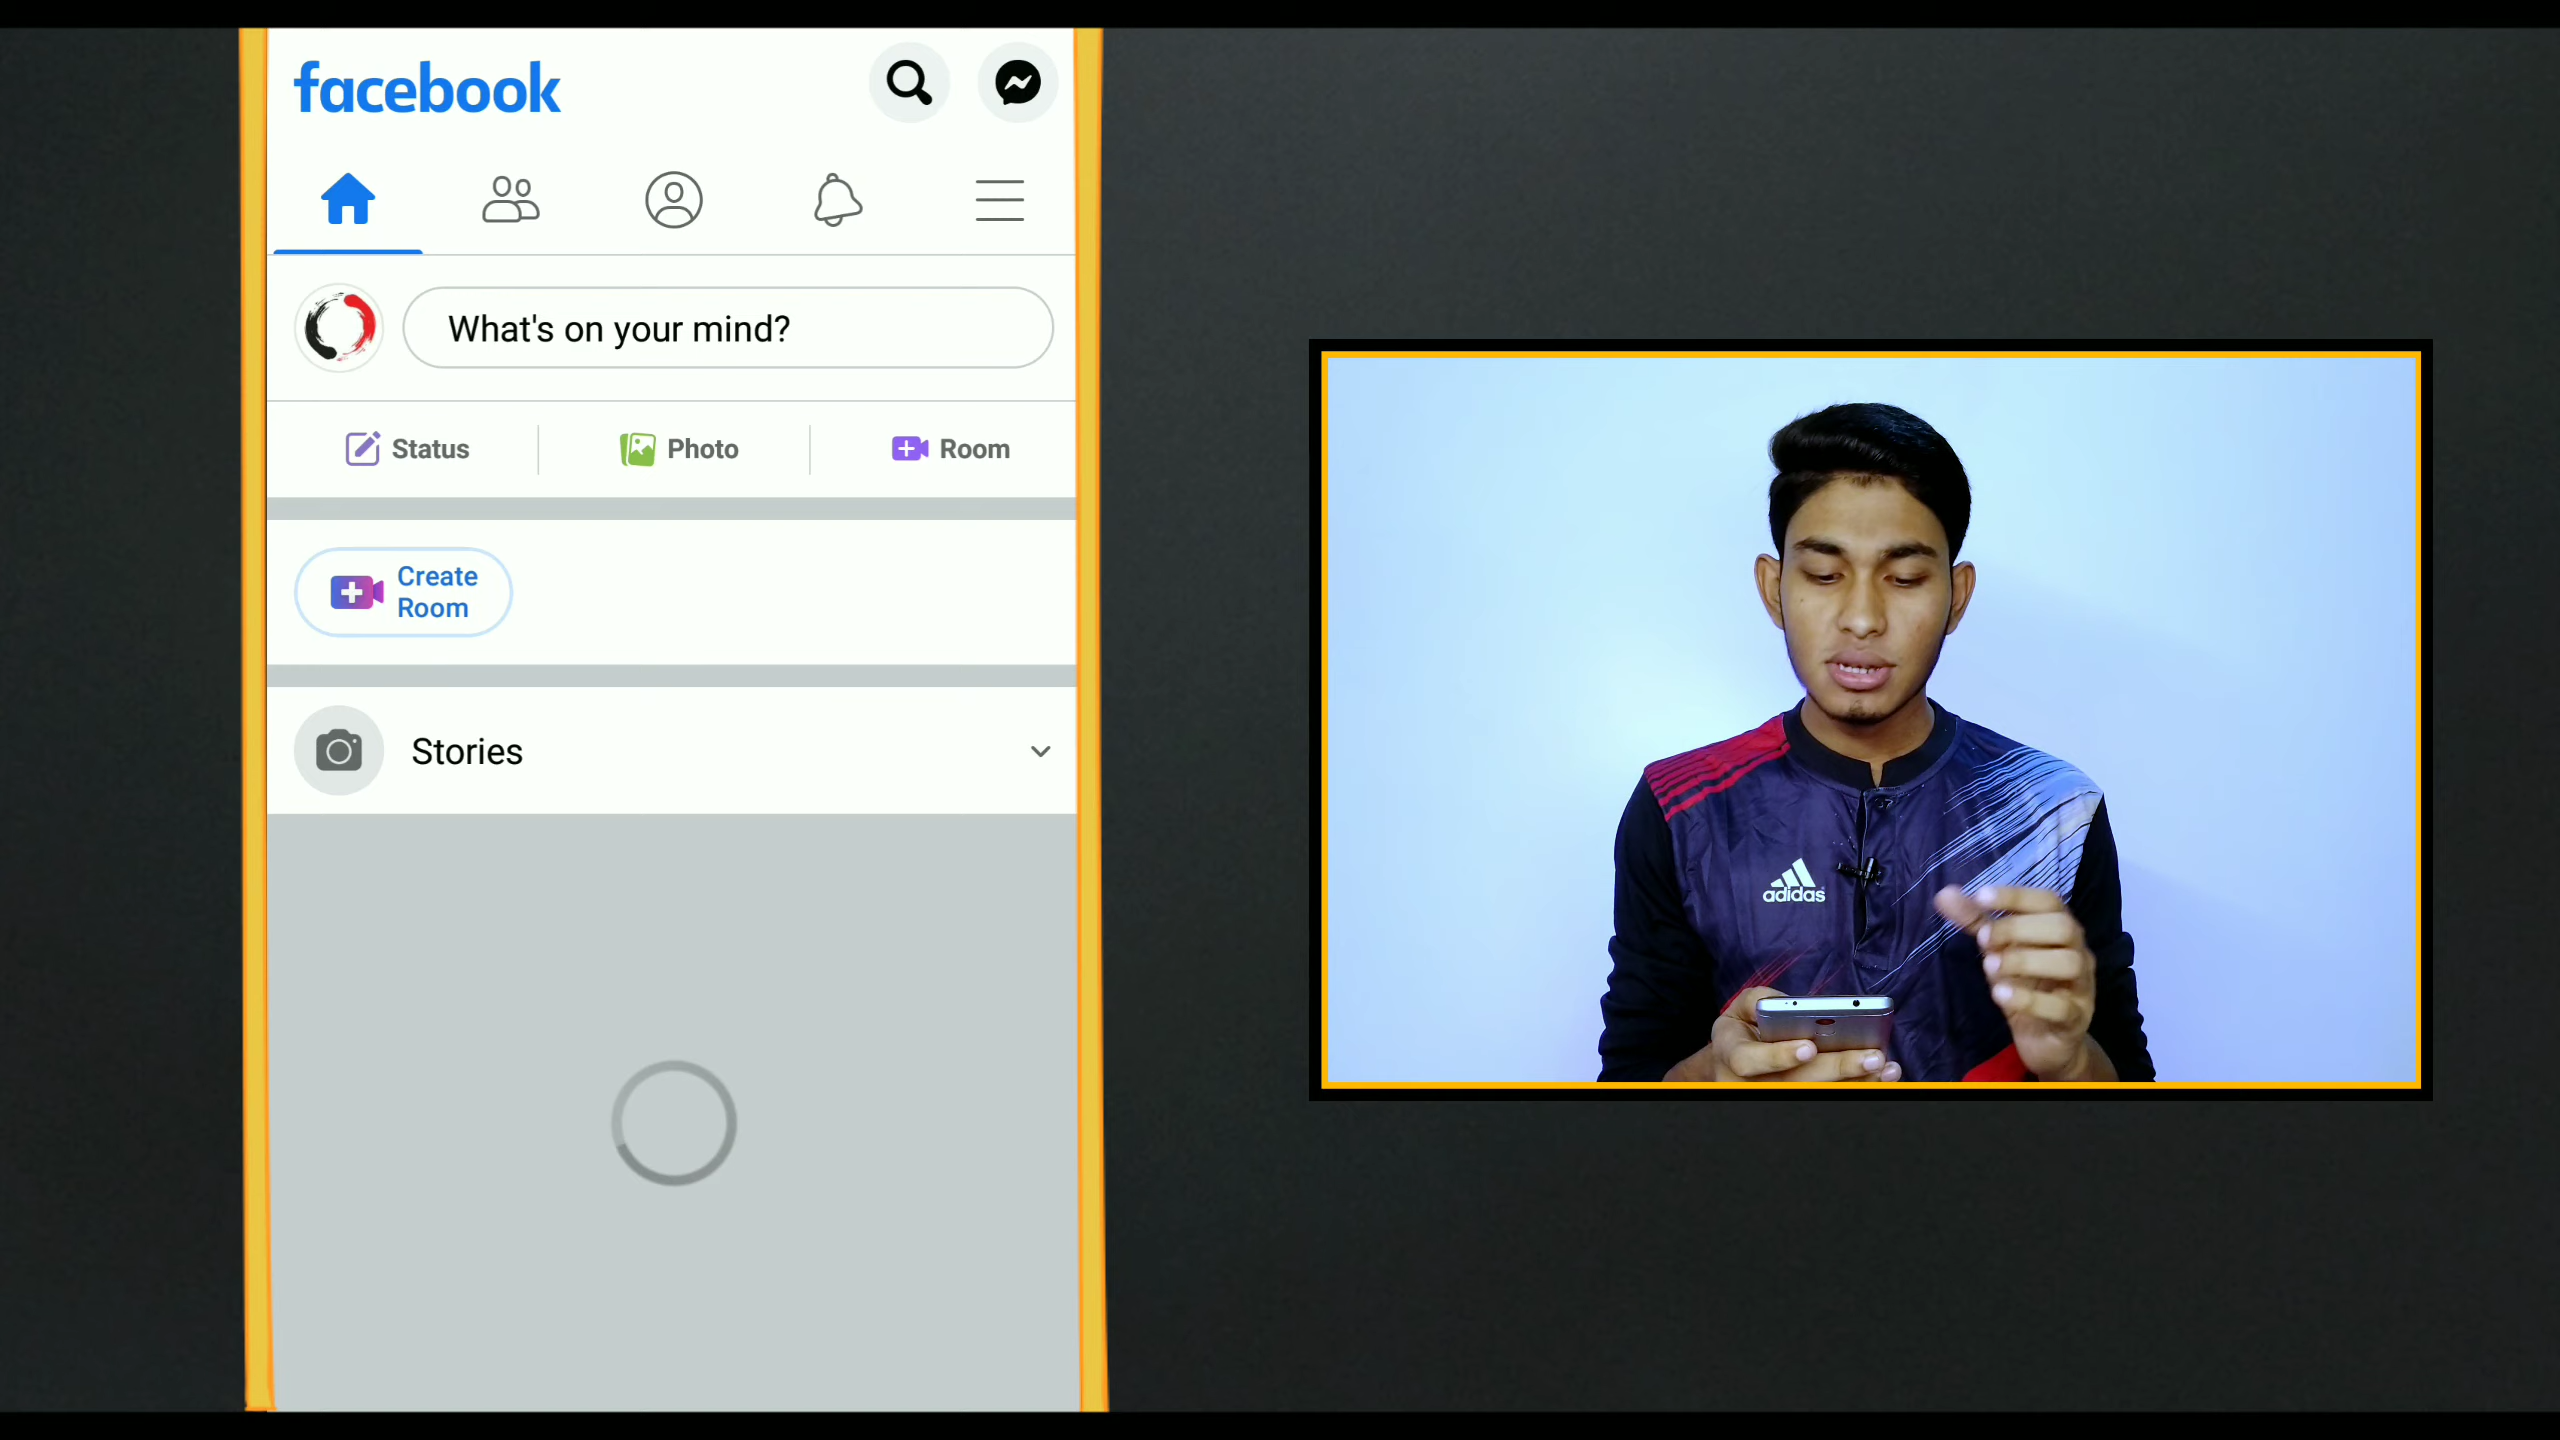 facebook
What's on your mind?
Status
Photo
Room
Create
Room
Stories
adidas